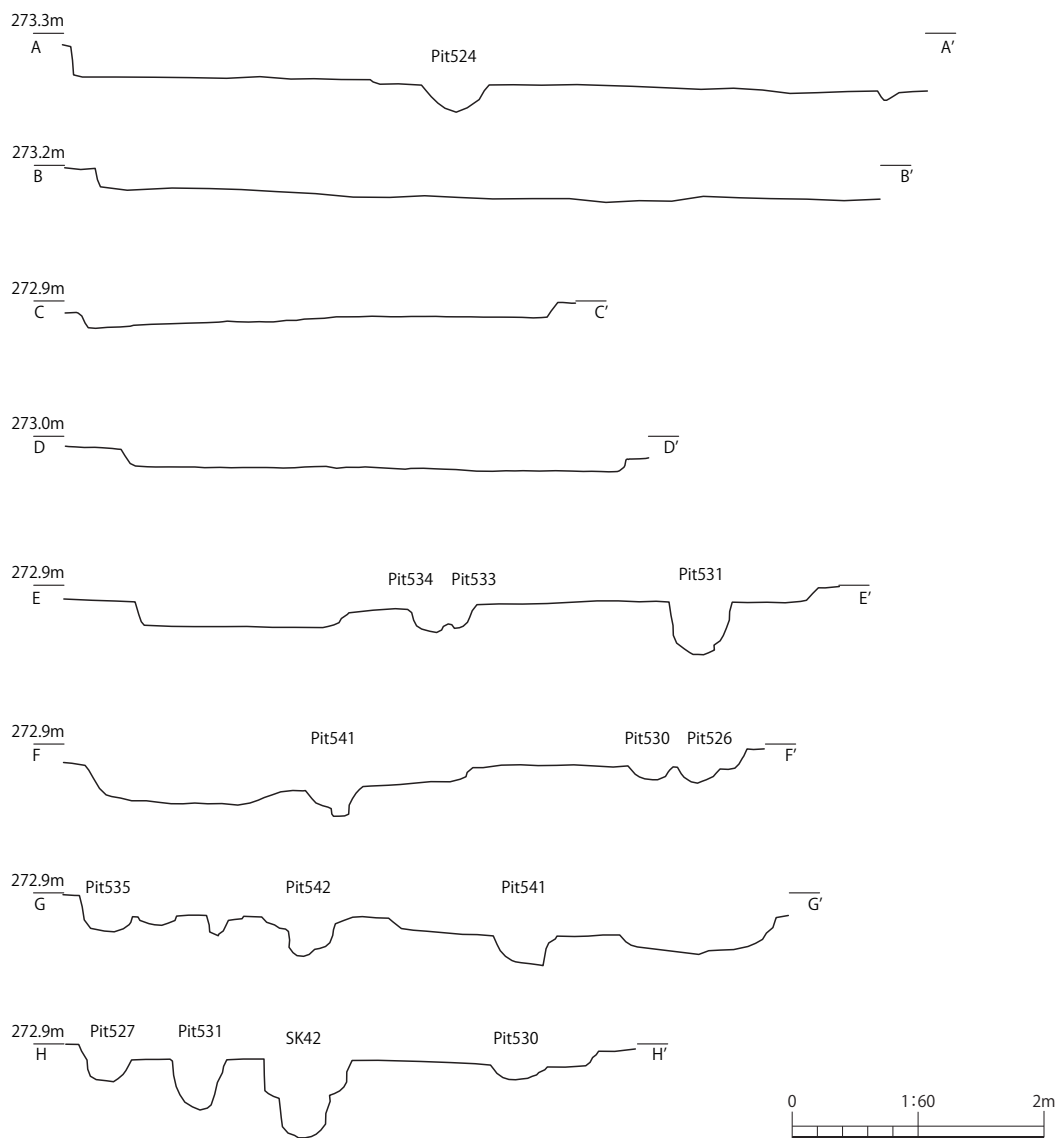 273.3m
A Pit524 A′
273.2m
B B′
272.9m
C C′
273.0m
D D′
272.9m Pit534 Pit533 Pit531
E E′
272.9m Pit541 Pit530 Pit526
F F′
272.9m Pit535 Pit542 Pit541
G G′
272.9m Pit527 Pit531 SK42 Pit530
H H′
0 1:60 2m